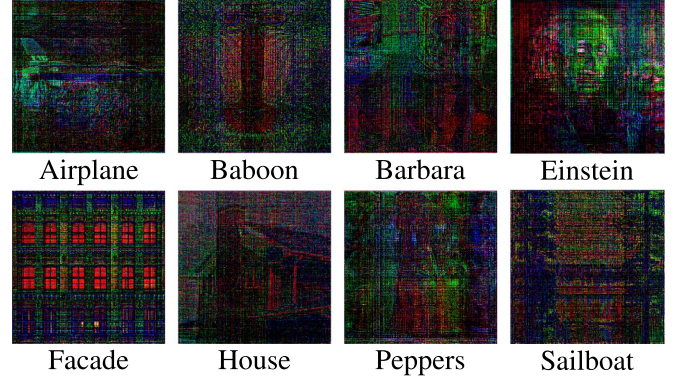 Airplane
Baboon
Barbara
Einstein
Facade
House
Peppers
Sailboat